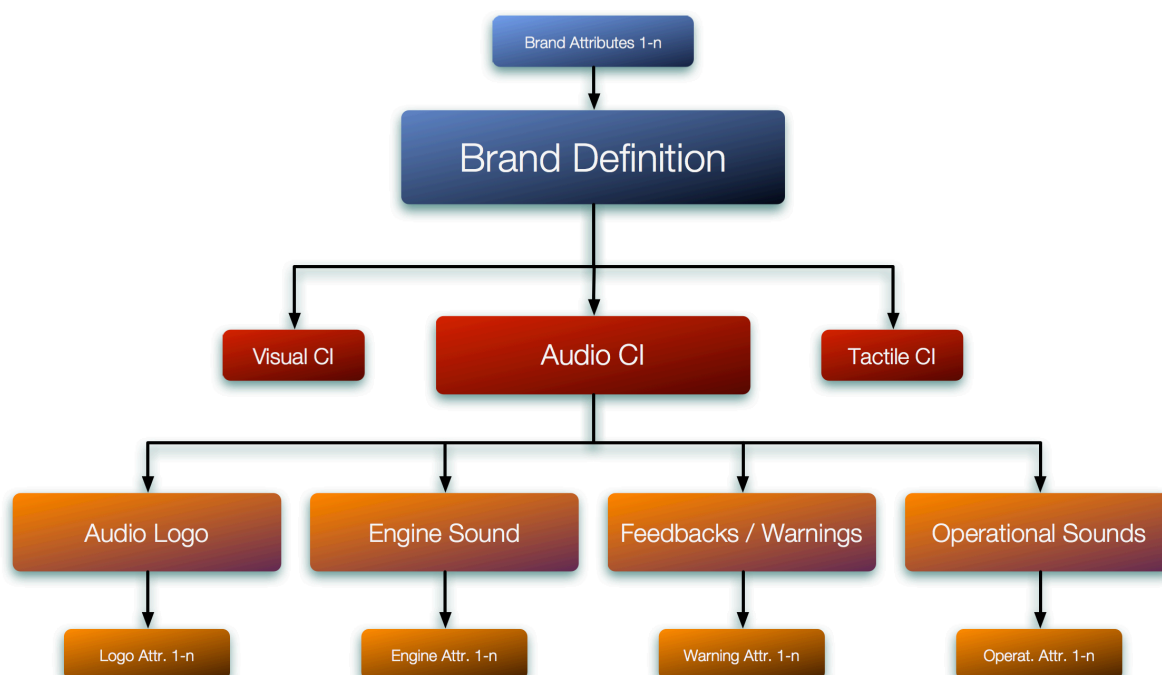 Brand Attributes 1-n
Brand Definition
Visual CI
Audio CI
Tactile CI
Audio Logo
Engine Sound
Feedbacks / Warnings
Operational Sounds
Logo Attr. 1-n
Engine Attr. 1-n
Warning Attr. 1-n
Operat. Attr. 1-n